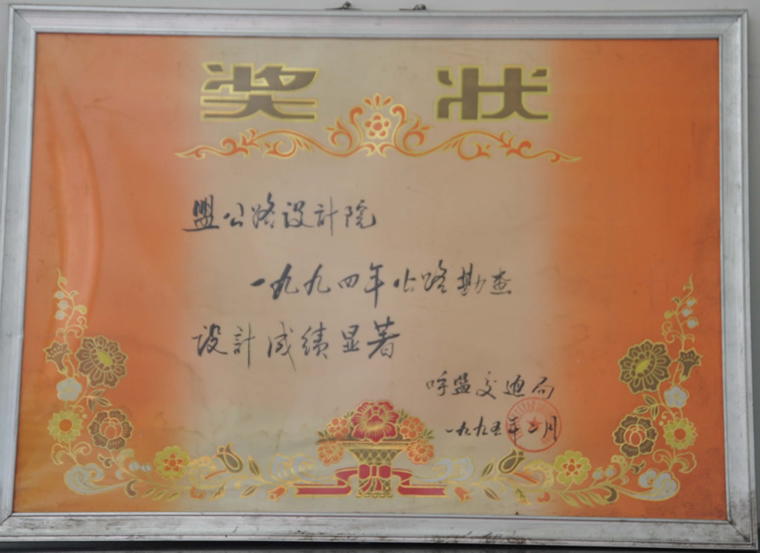 奖状
盟公路设计院
一九九四年公路勘查
设计成绩显著
呼盟交通局
一九九五年二月